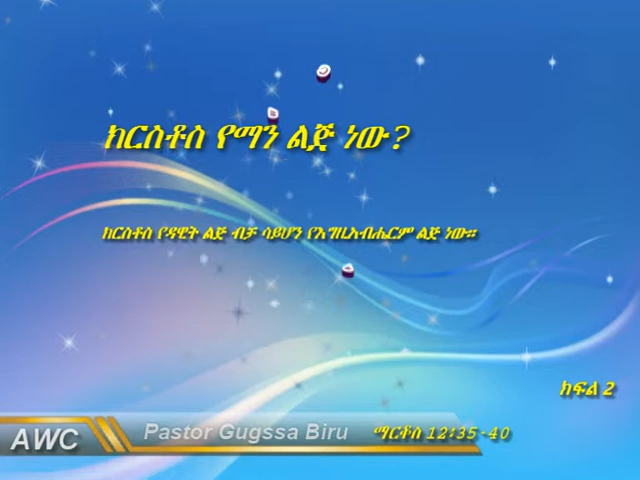 ክርስቶስ የማን ልጅ ነው?
ክርስቶስ የዳዊት ልጅ ብቻ ሳይሆን የእግዚአብሔርም ልጅ ነው።
ክፍል 2
AWC Pastor Gugssa Biru ማርቆስ 12:35-40